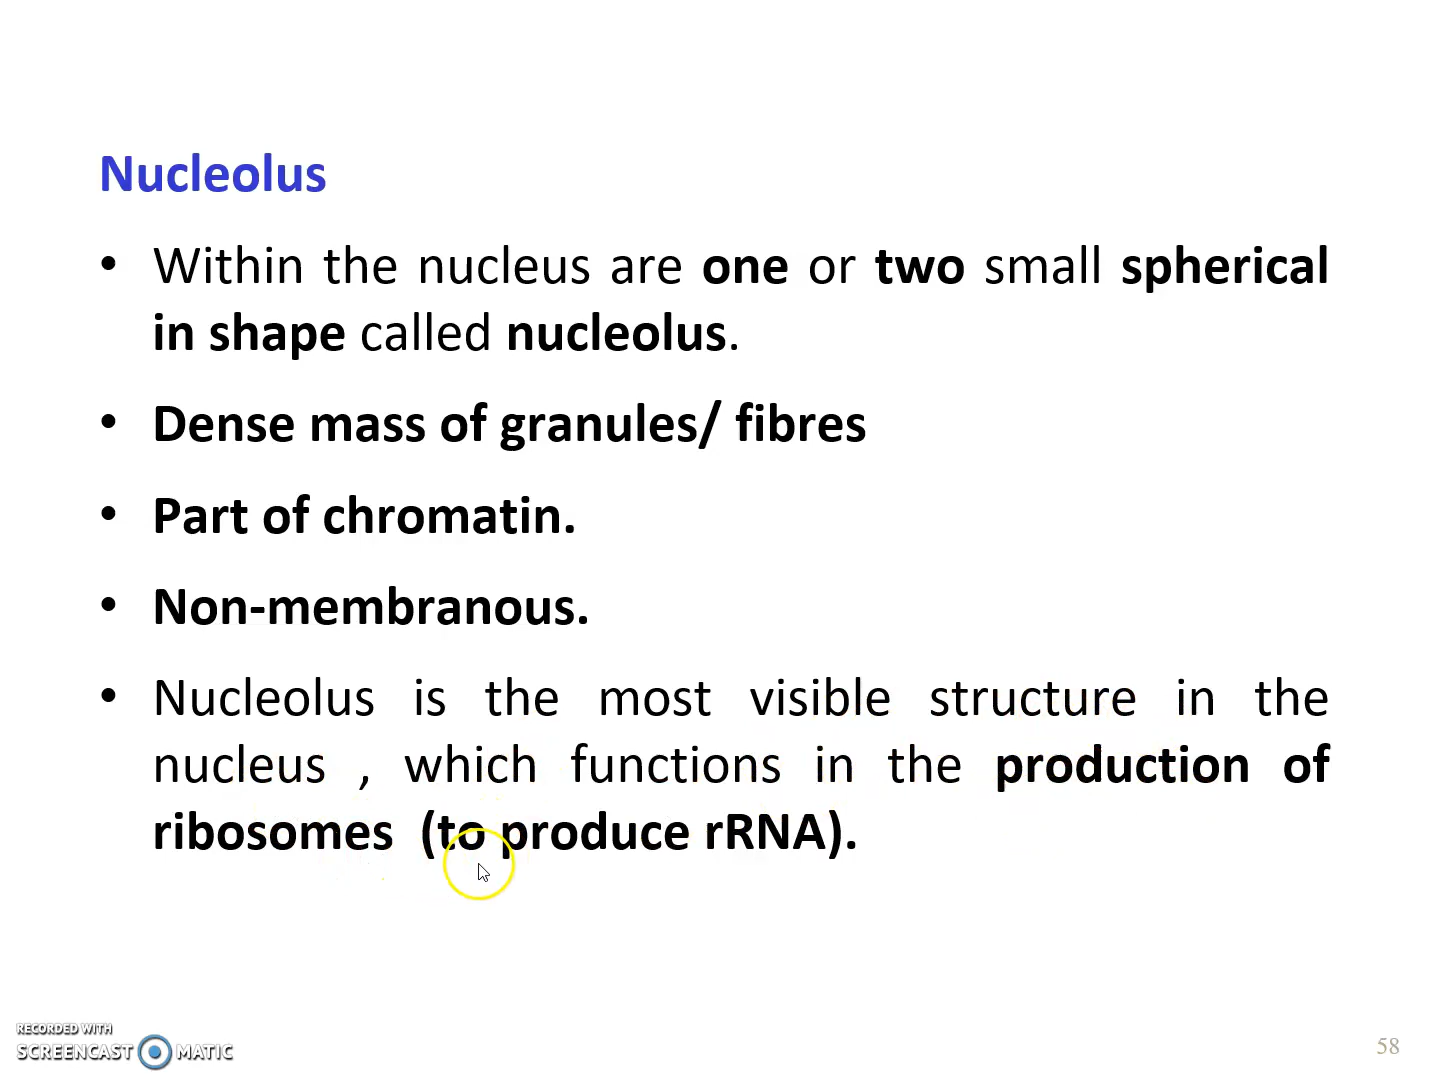 Nucleolus
• Within the nucleus are one or two small spherical
in shape called nucleolus.
• Dense mass of granules/ fibres
• Part of chromatin.
• Non-membranous.
• Nucleolus is the most visible structure in the
nucleus , which functions in the production of
ribosomes (to produce rRNA).
RECORDED WITH
SCREENCAST MATIC
58